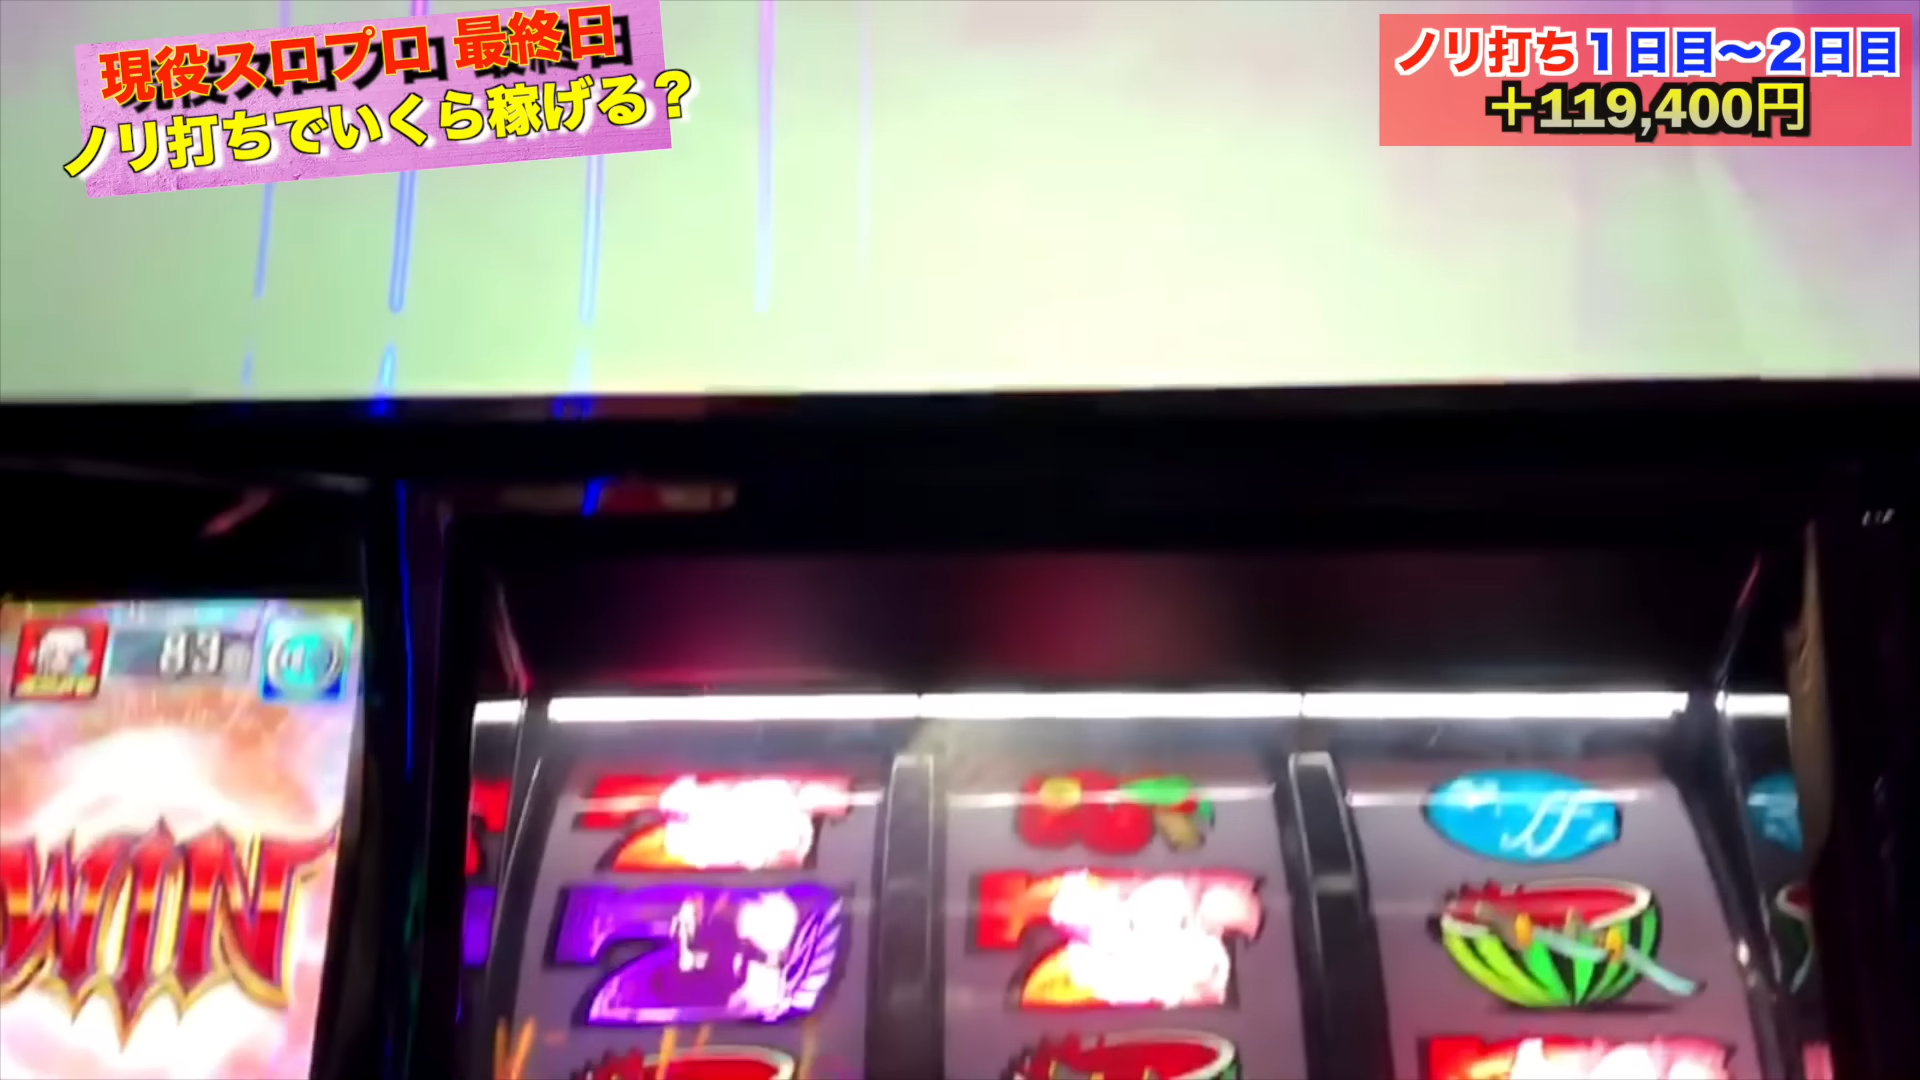 現役スロプロ 最終日
ノリ打ちでいくら稼げる？
ノリ打ち１日目～２日目
＋119,400円
83
WIN